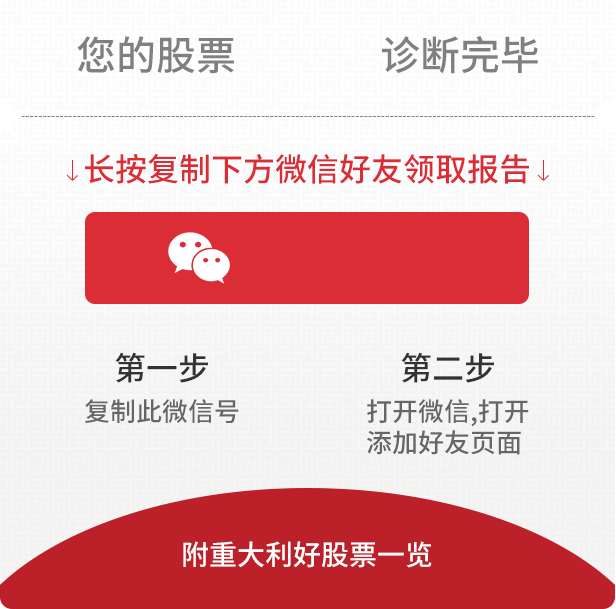 您的股票 诊断完毕
↓长按复制下方微信好友领取报告↓
第一步 第二步
复制此微信号 打开微信,打开
添加好友页面
附重大利好股票一览